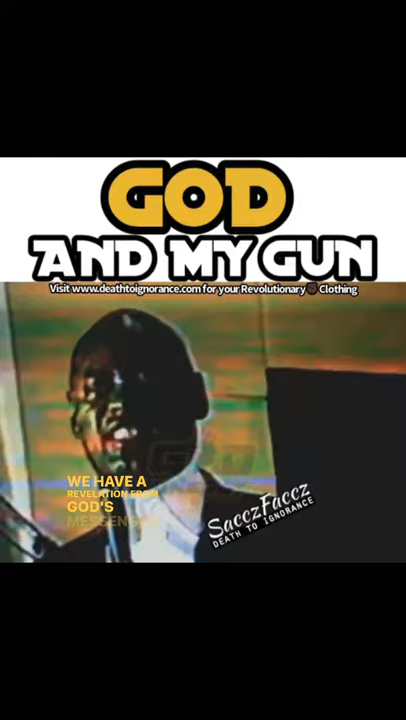 GOD
AND MY GUN
Visit www.deathtoignorance.com for your Revolutionary Clothing
WE HAVE A
REVELATION FROM
GOD'S
MESSENGER
SacczFaccz
DEATH TO IGNORANCE